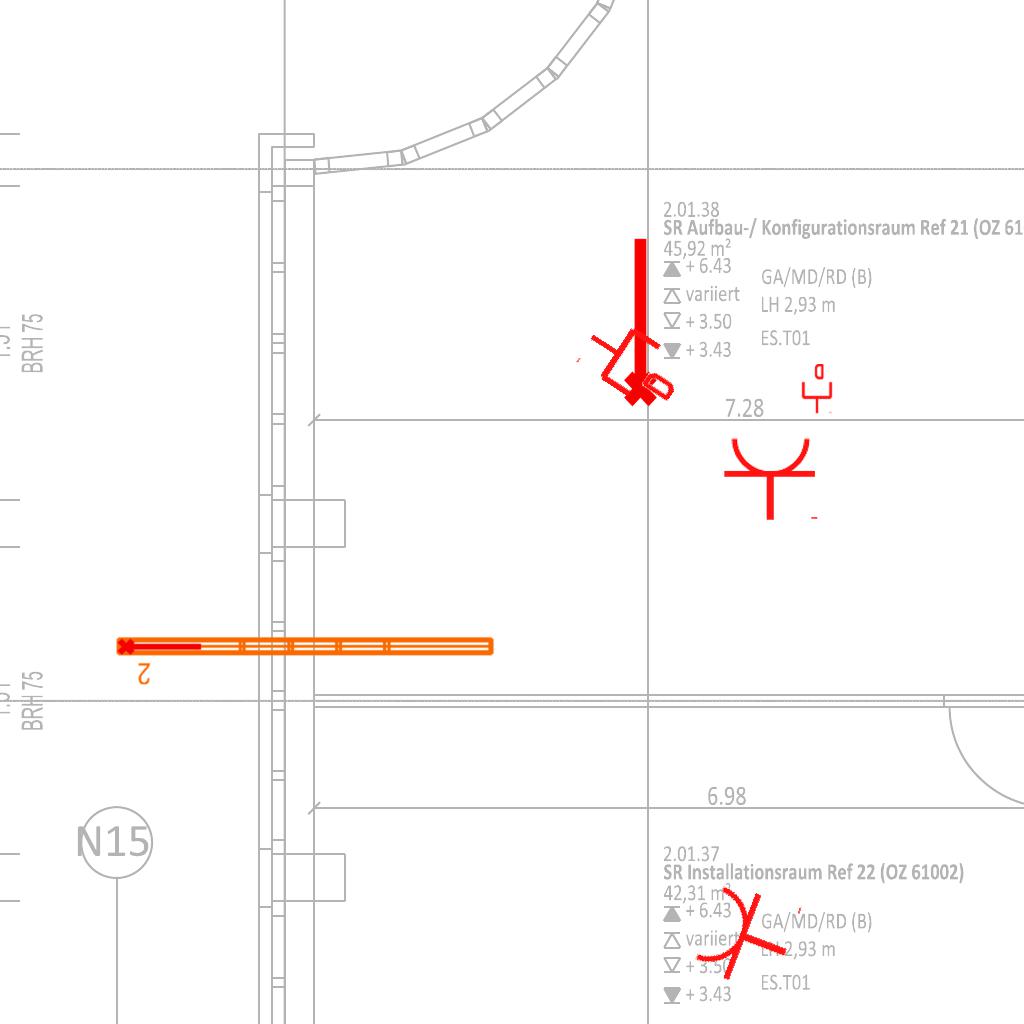 2.01.38
SR Aufbau-/ Konfigurationsraum Ref 21 (OZ 61
45,92 m²
+ 6.43
variiert
+ 3.50
+ 3.43
GA/MD/RD (B)
LH 2,93 m
ES.T01
BRH 75
D
D
7.28
2
BRH 75
6.98
N15
2.01.37
SR Installationsraum Ref 22 (OZ 61002)
42,31 m²
+ 6.43
variiert
+ 3.50
+ 3.43
GA/MD/RD (B)
LH 2,93 m
ES.T01